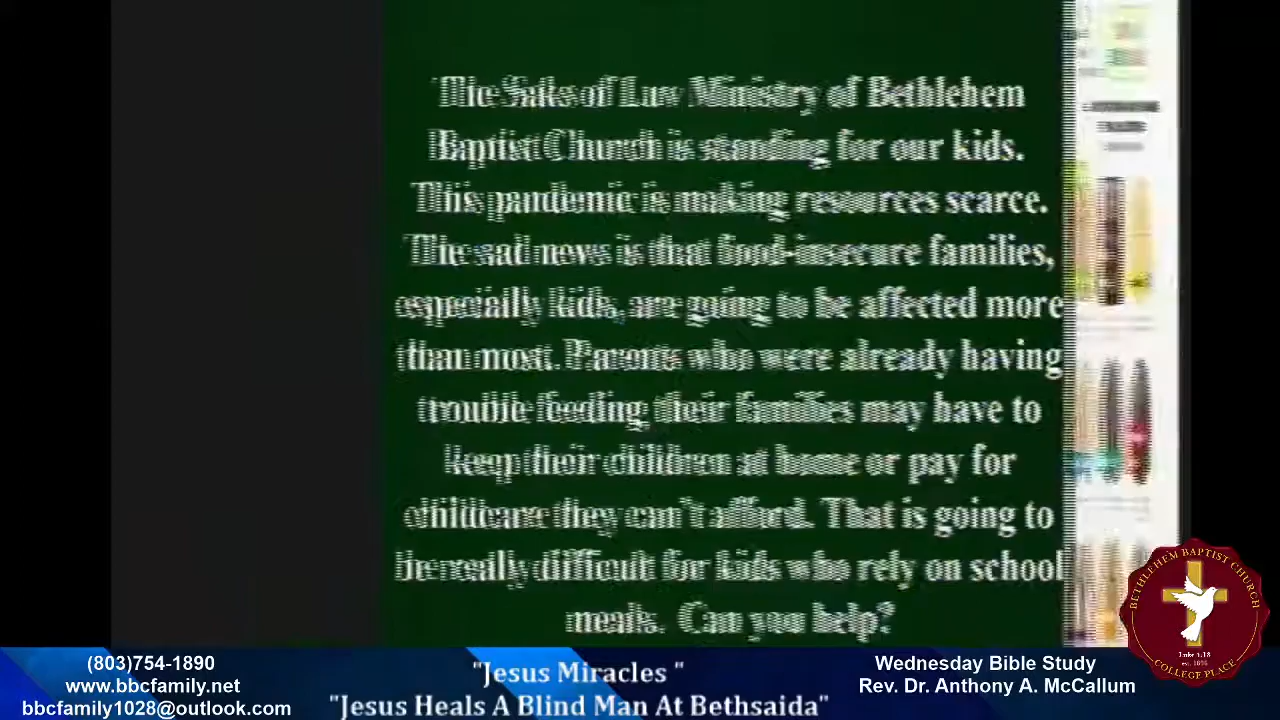 The Sake of Law Ministry of Bethlehem
Baptist Church is standing for our kids.
This pandemic is making resources scarce.
The sad news is that food-insecure families,
especially kids, are going to be affected more
than most. Parents who were already having
trouble feeding their families may have to
keep their children at home or pay for
childcare they can't afford. That is going to
be really difficult for kids who rely on school
meals. Can you help?
BETHLEHEM BAPTIST CHURCH
Luke 1:18
COLLEGE PLACE
(803)754-1890
www.bbcfamily.net
bbcfamily1028@outlook.com
"Jesus Miracles "
"Jesus Heals A Blind Man At Bethsaida"
Wednesday Bible Study
Rev. Dr. Anthony A. McCallum